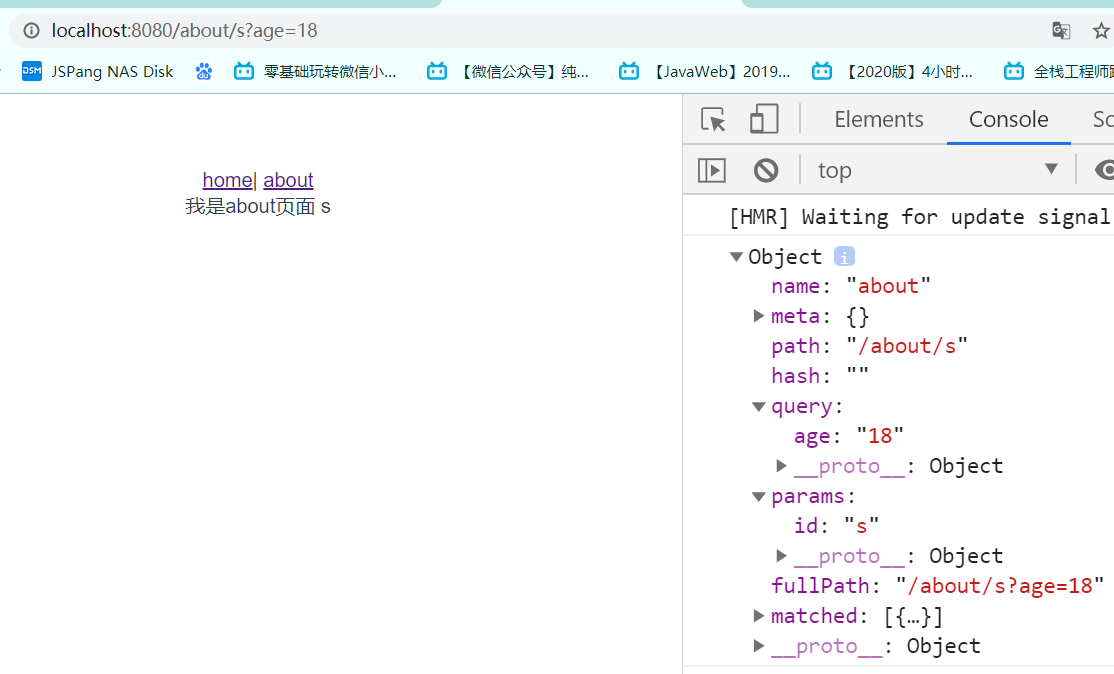 localhost:8080/about/s?age=18
DSM JSPang NAS Disk 零基础玩转微信小... 【微信公众号】纯... 【JavaWeb】2019... 【2020版】4小时... 全栈工程师
home| about
我是about页面 s
Elements Console So
top
[HMR] Waiting for update signal
Object i
name: "about"
meta: {}
path: "/about/s"
hash: ""
query:
age: "18"
__proto__: Object
params:
id: "s"
__proto__: Object
fullPath: "/about/s?age=18"
matched: [{…}]
__proto__: Object